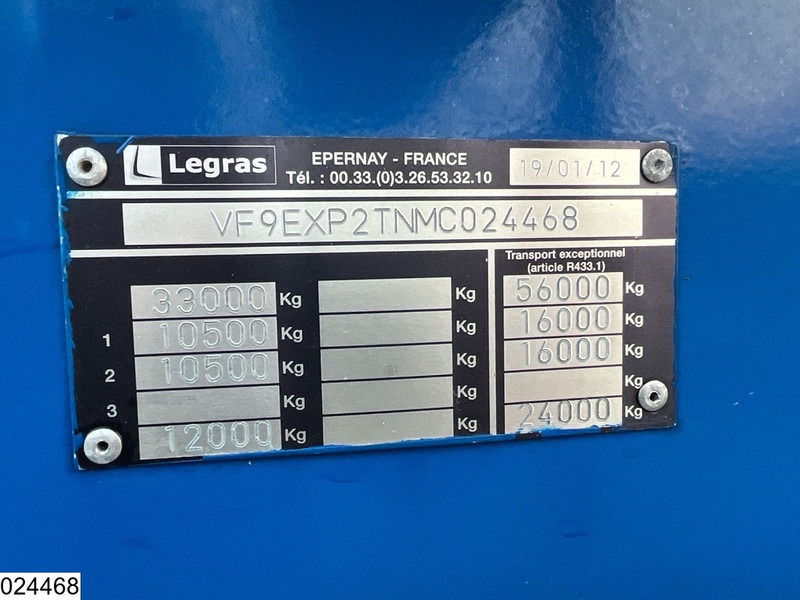 Legras EPERNAY - FRANCE 19/01/12
Tél. : 00.33.(0)3.26.53.32.10
VF9EXP2TNMC024468
Transport exceptionnel
(article R433.1)
33000 Kg Kg 56000 Kg
1 10500 Kg Kg 16000 Kg
2 10500 Kg Kg 16000 Kg
3 Kg Kg Kg
12000 Kg Kg 24000 Kg
024468